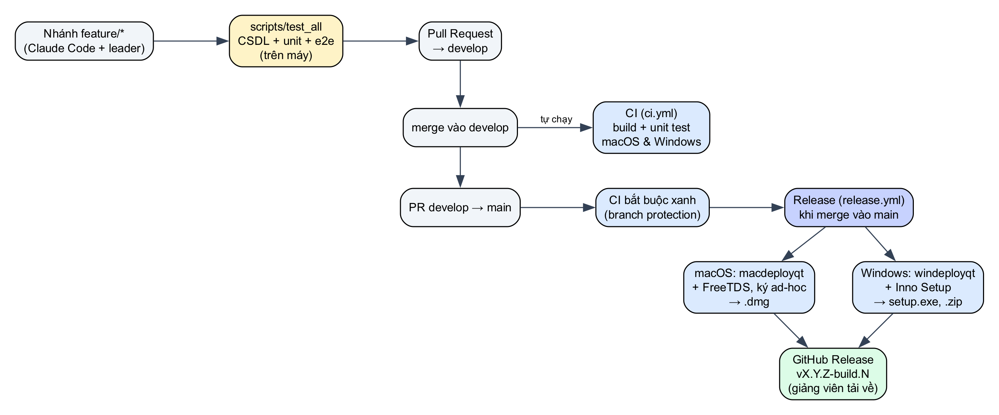 Nhánh feature/*
(Claude Code + leader)
scripts/test_all
CSDL + unit + e2e
(trên máy)
Pull Request
→ develop
merge vào develop
tự chạy
CI (ci.yml)
build + unit test
macOS & Windows
PR develop → main
CI bắt buộc xanh
(branch protection)
Release (release.yml)
khi merge vào main
macOS: macdeployqt
+ FreeTDS, ký ad-hoc
→ .dmg
Windows: windeployqt
+ Inno Setup
→ setup.exe, .zip
GitHub Release
vX.Y.Z-build.N
(giảng viên tải về)